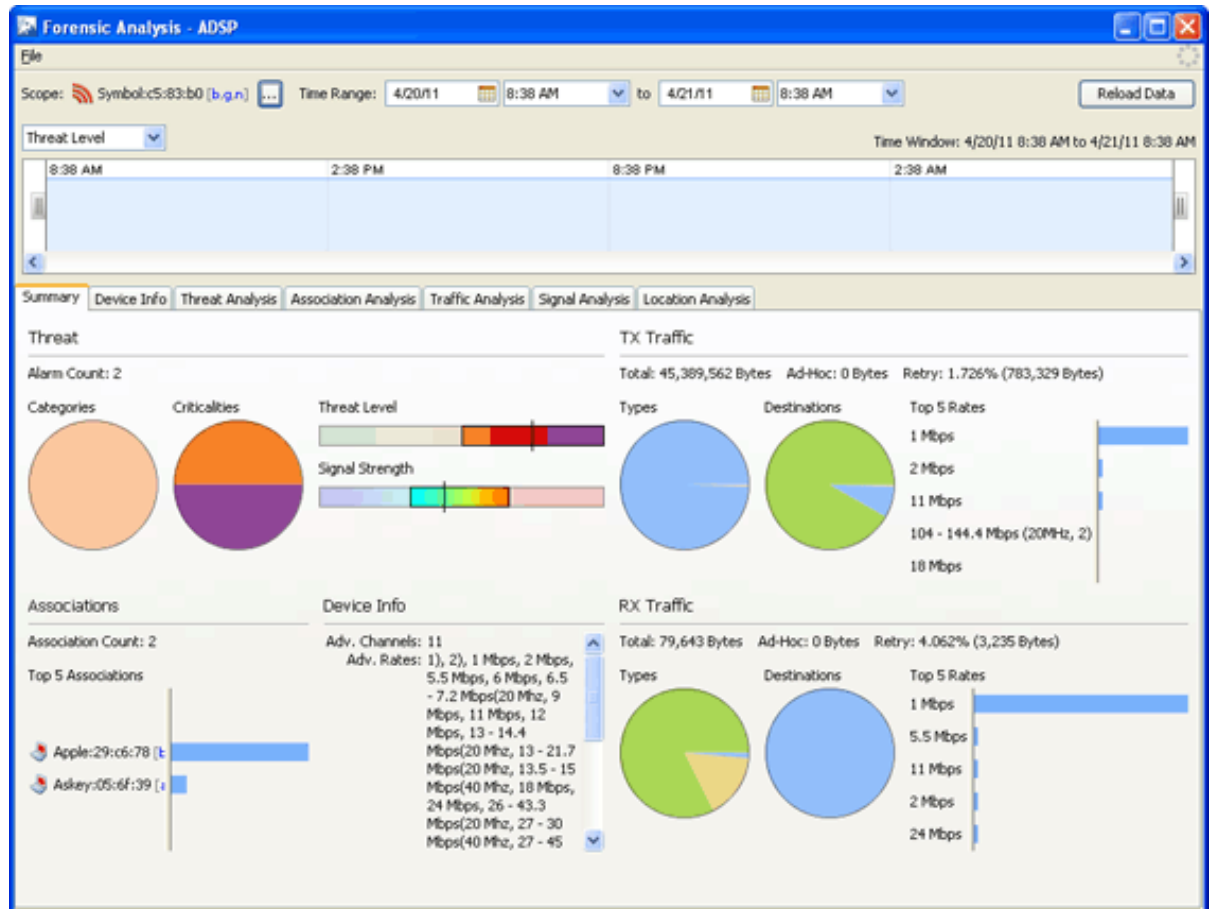 Forensic Analysis - ADSP
File
Scope: Symbol:c5:83:b0 [b,g,n] ... Time Range: 4/20/11 8:38 AM to 4/21/11 8:38 AM Reload Data
Threat Level Time Window: 4/20/11 8:38 AM to 4/21/11 8:38 AM
8:38 AM 2:38 PM 8:38 PM 2:38 AM
Summary Device Info Threat Analysis Association Analysis Traffic Analysis Signal Analysis Location Analysis
Threat
Alarm Count: 2
Categories Criticalities Threat Level
Signal Strength
TX Traffic
Total: 45,389,562 Bytes Ad-Hoc: 0 Bytes Retry: 1.726% (783,329 Bytes)
Types Destinations Top 5 Rates
1 Mbps
2 Mbps
11 Mbps
104 - 144.4 Mbps (20MHz, 2)
18 Mbps
Associations
Association Count: 2
Top 5 Associations
Apple:29:c6:78 [b
Askey:05:6f:39 [a
Device Info
Adv. Channels: 11
Adv. Rates: 1), 2), 1 Mbps, 2 Mbps,
5.5 Mbps, 6 Mbps, 6.5
- 7.2 Mbps(20 Mhz, 9
Mbps, 11 Mbps, 12
Mbps, 13 - 14.4
Mbps(20 Mhz, 13 - 21.7
Mbps(20 Mhz, 13.5 - 15
Mbps(40 Mhz, 18 Mbps,
24 Mbps, 26 - 43.3
Mbps(20 Mhz, 27 - 30
Mbps(40 Mhz, 27 - 45
RX Traffic
Total: 79,643 Bytes Ad-Hoc: 0 Bytes Retry: 4.062% (3,235 Bytes)
Types Destinations Top 5 Rates
1 Mbps
5.5 Mbps
11 Mbps
2 Mbps
24 Mbps